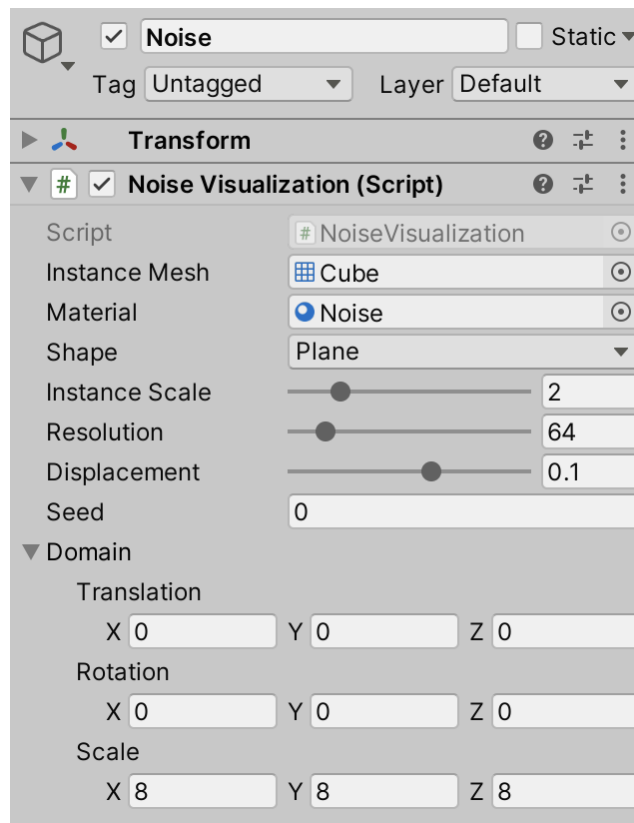 Noise Static
Tag Untagged Layer Default
Transform
# Noise Visualization (Script)
Script # NoiseVisualization
Instance Mesh Cube
Material Noise
Shape Plane
Instance Scale 2
Resolution 64
Displacement 0.1
Seed 0
Domain
Translation
X 0 Y 0 Z 0
Rotation
X 0 Y 0 Z 0
Scale
X 8 Y 8 Z 8